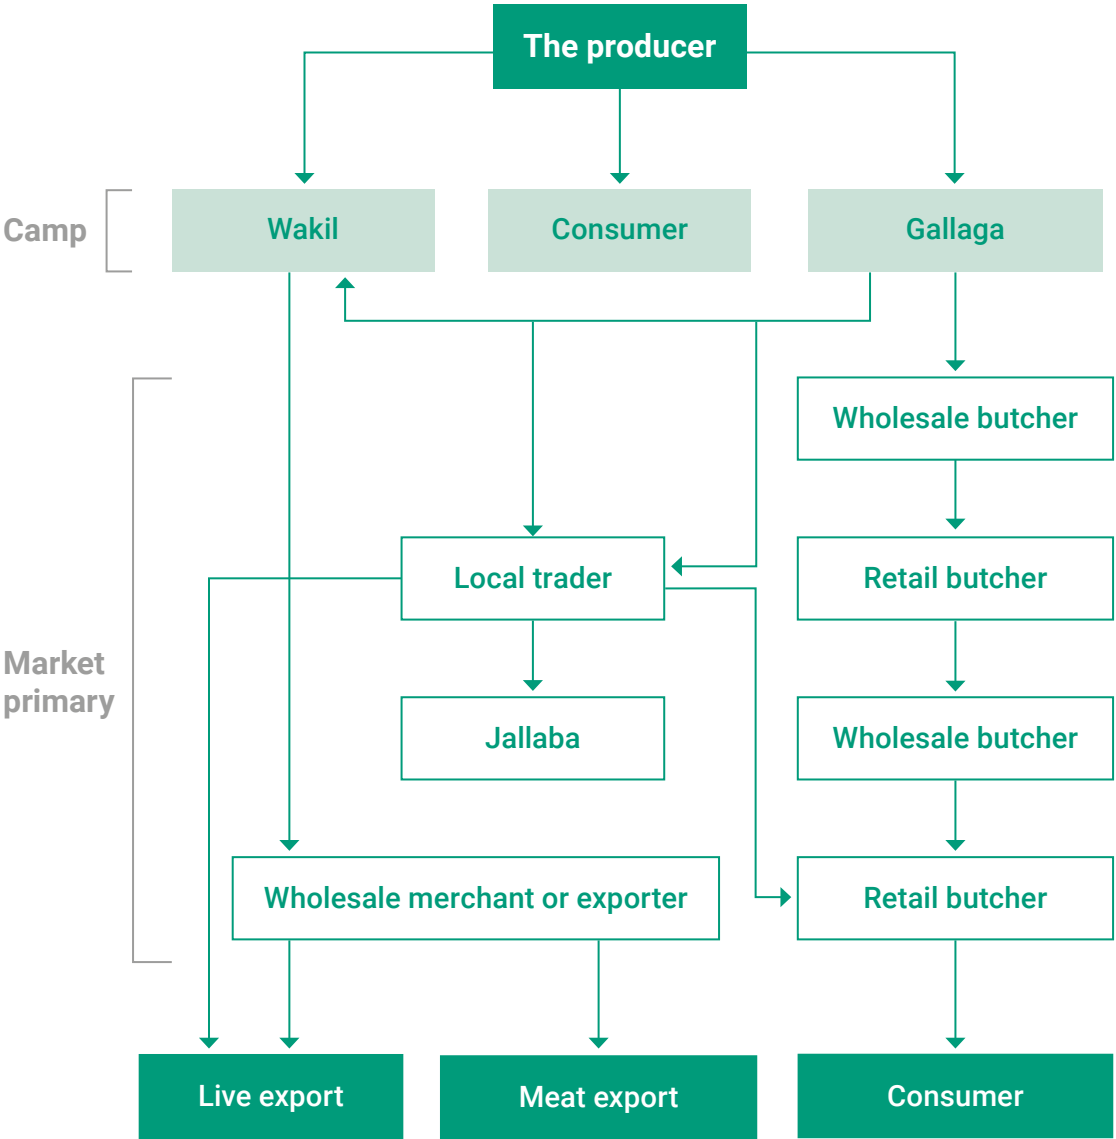 The producer
Camp
Wakil
Consumer
Gallaga
Wholesale butcher
Local trader
Retail butcher
Market
primary
Jallaba
Wholesale butcher
Wholesale merchant or exporter
Retail butcher
Live export
Meat export
Consumer